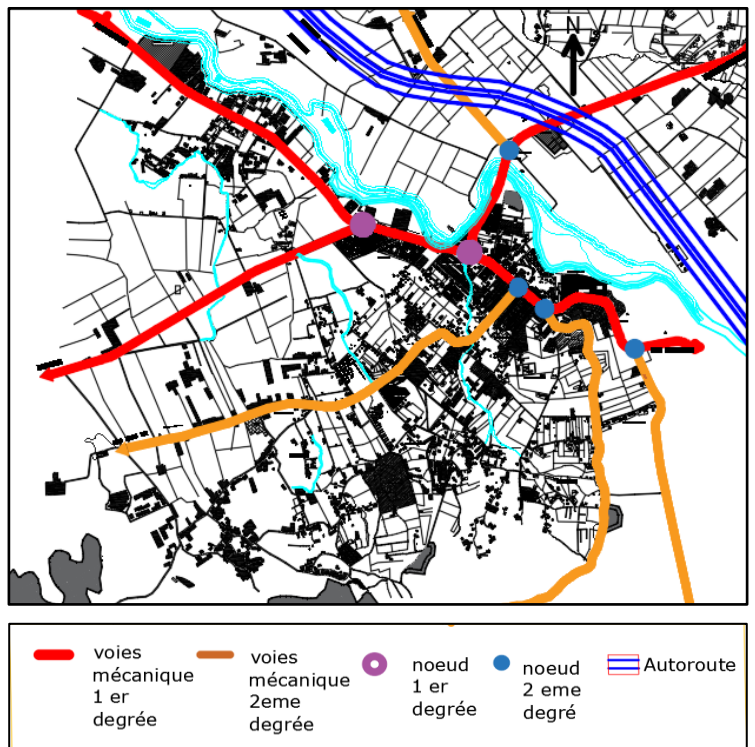 N
voies
mécanique
1 er
degrée
voies
mécanique
2eme
degrée
noeud
1 er
degrée
noeud
2 eme
degré
Autoroute